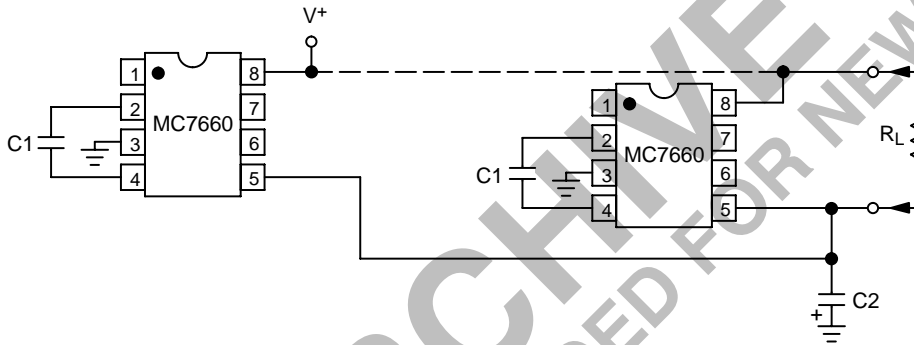 V+
1 8
2 7
MC7660
3 6
4 5
C1
1 8
2 7
MC7660
3 6
4 5
C1
RL
C2
+
ARCHIVE
FOR NEW